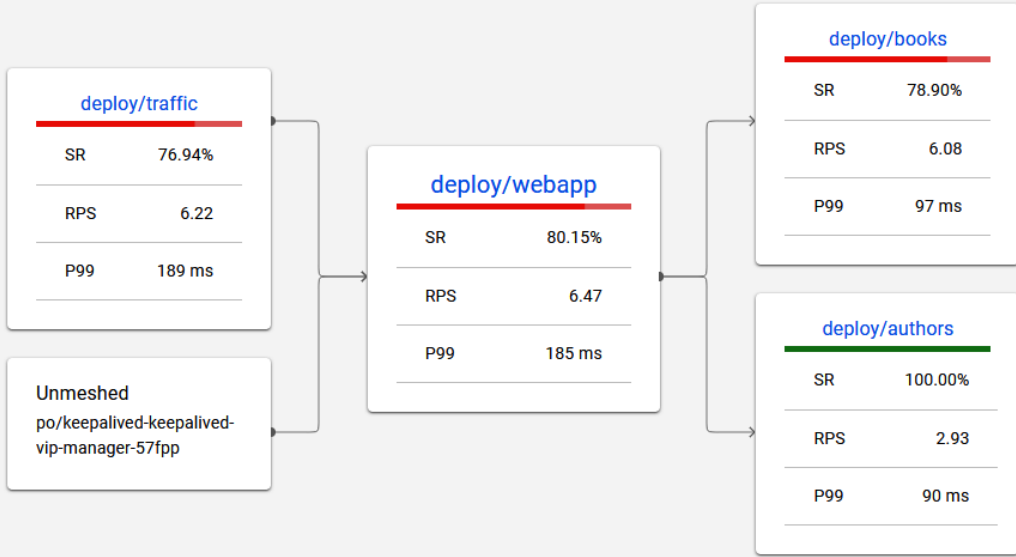 deploy/traffic
SR 76.94%
RPS 6.22
P99 189 ms
Unmeshed
po/keepalived-keepalived-
vip-manager-57fpp
deploy/webapp
SR 80.15%
RPS 6.47
P99 185 ms
deploy/books
SR 78.90%
RPS 6.08
P99 97 ms
deploy/authors
SR 100.00%
RPS 2.93
P99 90 ms